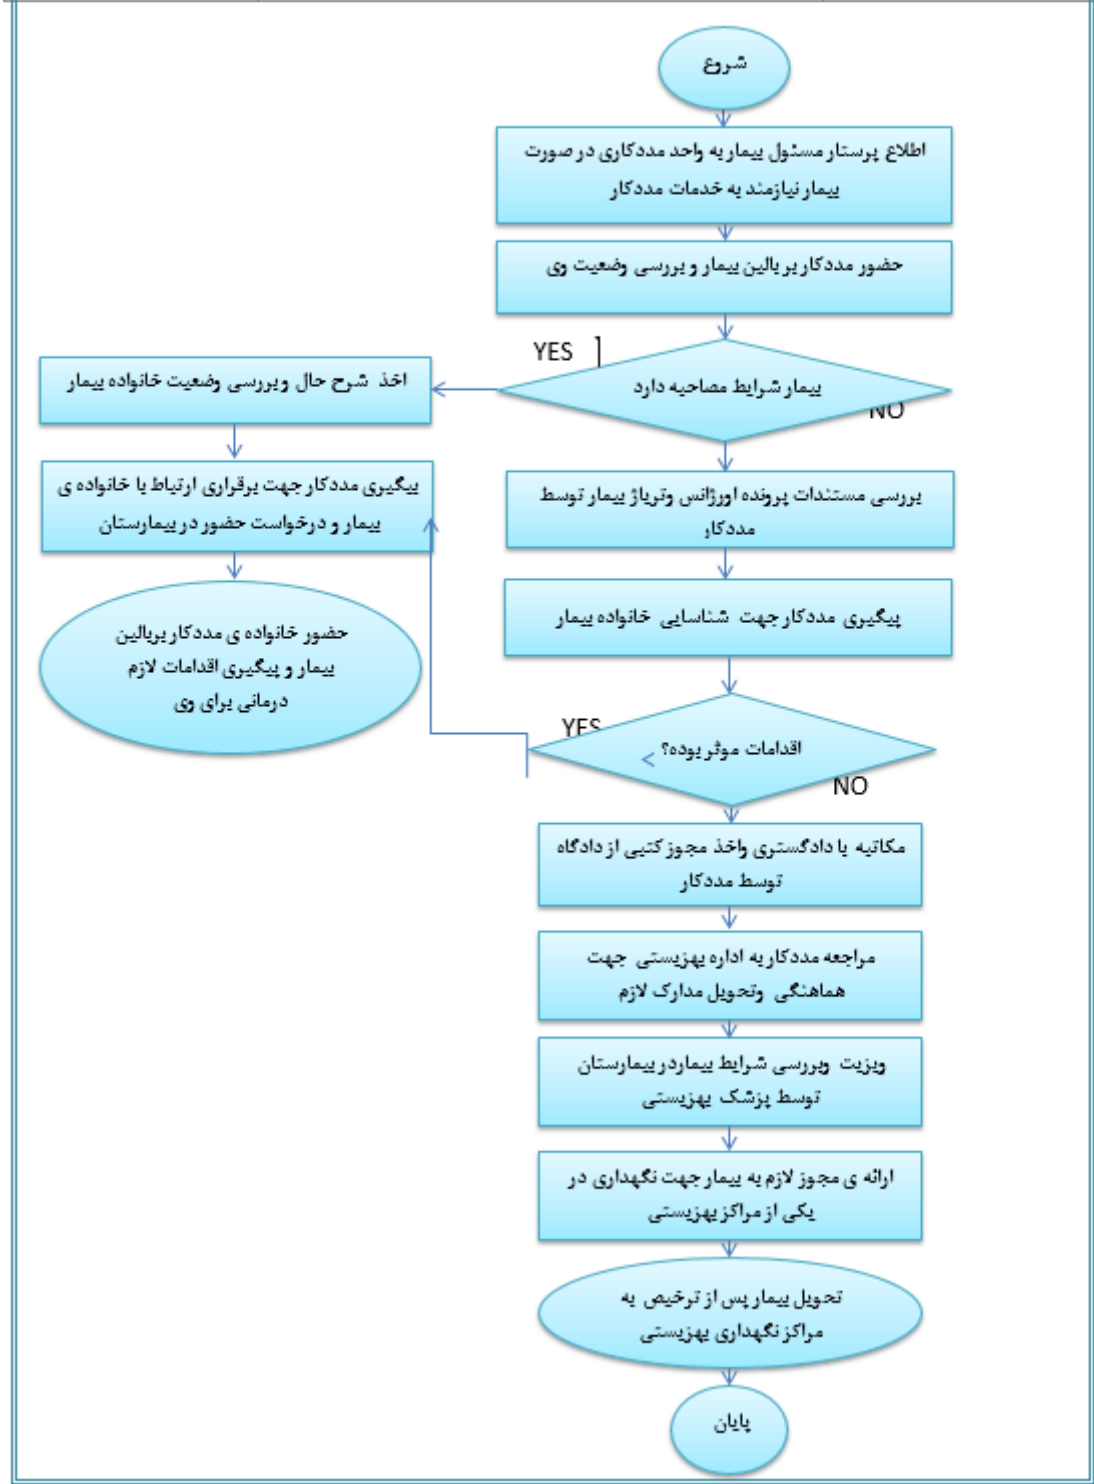 شروع
اطلاع پرستار مسئول بیمار به واحد مددکاری در صورت
بیمار نیازمند به خدمات مددکار
حضور مددکار بر بالین بیمار و بررسی وضعیت وی
YES
بیمار شرایط مصاحبه دارد
NO
اخذ شرح حال و بررسی وضعیت خانواده بیمار
پیگیری مددکار جهت برقراری ارتباط با خانواده ی
بیمار و درخواست حضور در بیمارستان
حضور خانواده ی مددکار بربالین
بیمار و پیگیری اقدامات لازم
درمانی برای وی
بررسی مستندات پرونده اورژانس وتریاژ بیمار توسط
مددکار
پیگیری مددکار جهت شناسایی خانواده بیمار
YES
اقدامات موثر بوده؟
NO
مکاتبه با دادگستری واخذ مجوز کتبی از دادگاه
توسط مددکار
مراجعه مددکار به اداره بهزیستی جهت
هماهنگی وتحویل مدارک لازم
ویزیت وبررسی شرایط بیماردر بیمارستان
توسط پزشک بهزیستی
ارائه ی مجوز لازم به بیمار جهت نگهداری در
یکی از مراکز بهزیستی
تحویل بیمار پس از ترخیص به
مراکز نگهداری بهزیستی
پایان